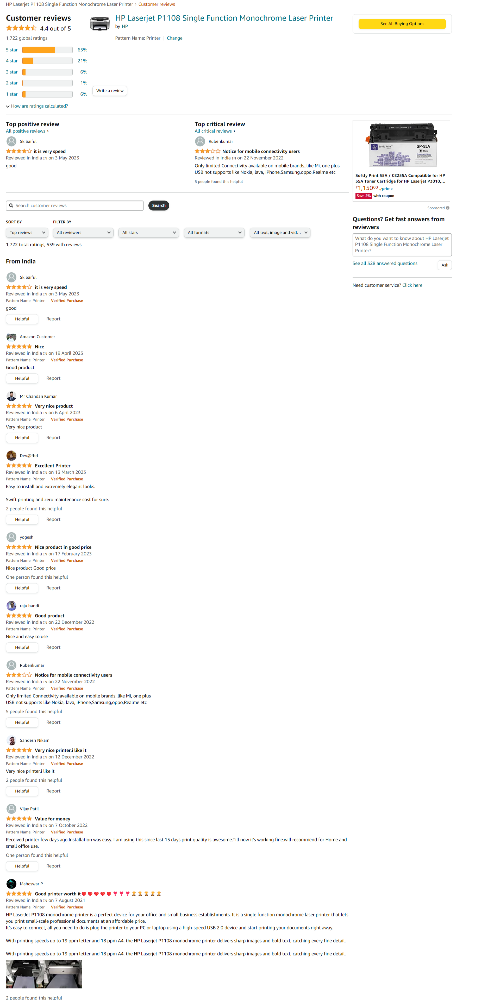 HP Laserjet P1108 Single Function Monochrome Laser Printer › Customer reviews
Customer reviews
4.4 out of 5
1,722 global ratings
5 star 65%
4 star 21%
3 star 6%
2 star 1%
1 star 6%
How are ratings calculated?
HP Laserjet P1108 Single Function Monochrome Laser Printer
by HP
Pattern Name: Printer | Change
Write a review
See All Buying Options
Top positive review
All positive reviews ›
Sk Saiful
it is very speed
Reviewed in India IN on 3 May 2023
good
Top critical review
All critical reviews ›
Rubenkumar
Notice for mobile connectivity users
Reviewed in India IN on 22 November 2022
Only limited Connectivity available on mobile brands..like Mi, one plus
USB not supports like Nokia, lava, iPhone,Samsung,oppo,Realme etc
5 people found this helpful
Softly Print
SP-55A
Black
Softly Print 55A / CE255A Compatible for HP
55A Toner Cartridge for HP Laserjet P3010,...
₹1,15000 prime
Save 2% with coupon
Sponsored
Search customer reviews
Search
SORT BY
FILTER BY
Top reviews
All reviewers
All stars
All formats
All text, image and vid...
1,722 total ratings, 539 with reviews
Questions? Get fast answers from
reviewers
What do you want to know about HP Laserjet
P1108 Single Function Monochrome Laser
Printer?
See all 328 answered questions
Ask
Need customer service? Click here
From India
Sk Saiful
it is very speed
Reviewed in India IN on 3 May 2023
Pattern Name: Printer | Verified Purchase
good
Helpful | Report
Amazon Customer
Nice
Reviewed in India IN on 19 April 2023
Pattern Name: Printer | Verified Purchase
Good product
Helpful | Report
Mr Chandan Kumar
Very nice product
Reviewed in India IN on 6 April 2023
Pattern Name: Printer | Verified Purchase
Very nice product
Helpful | Report
Dev@fbd
Excellent Printer
Reviewed in India IN on 13 March 2023
Pattern Name: Printer | Verified Purchase
Easy to install and extremely elegant looks.
Swift printing and zero maintenance cost for sure.
2 people found this helpful
Helpful | Report
yogesh
Nice product in good price
Reviewed in India IN on 17 February 2023
Pattern Name: Printer | Verified Purchase
Nice product Good price
One person found this helpful
Helpful | Report
raju bandi
Good product
Reviewed in India IN on 22 December 2022
Pattern Name: Printer | Verified Purchase
Nice and easy to use
Helpful | Report
Rubenkumar
Notice for mobile connectivity users
Reviewed in India IN on 22 November 2022
Pattern Name: Printer | Verified Purchase
Only limited Connectivity available on mobile brands..like Mi, one plus
USB not supports like Nokia, lava, iPhone,Samsung,oppo,Realme etc
5 people found this helpful
Helpful | Report
Sandesh Nikam
Very nice printer.i like it
Reviewed in India IN on 12 December 2022
Pattern Name: Printer | Verified Purchase
Very nice printer.i like it
2 people found this helpful
Helpful | Report
Vijay Patil
Value for money
Reviewed in India IN on 7 October 2022
Pattern Name: Printer | Verified Purchase
Received printer few days ago.Installation was easy. I am using this since last 15 days.print quality is awesome.Till now it's working fine.will recommend for Home and
small office use.
One person found this helpful
Helpful | Report
Maheswar P
Good printer worth it❤️❤️❤️❤️❤️❣️❣️❣️🏆🏆🏆🏆🏆
Reviewed in India IN on 7 August 2021
Pattern Name: Printer | Verified Purchase
HP LaserJet P1108 monochrome printer is a perfect device for your office and small business establishments. It is a single function monochrome laser printer that lets
you print small-scale professional documents at an affordable price.
It's easy to connect, all you need to do is plug the printer to your PC or laptop using a high-speed USB 2.0 device and start printing your documents right away.
With printing speeds up to 19 ppm letter and 18 ppm A4, the HP Laserjet P1108 monochrome printer delivers sharp images and bold text, catching every fine detail.
With printing speeds up to 19 ppm letter and 18 ppm A4, the HP Laserjet P1108 monochrome printer delivers sharp images and bold text, catching every fine detail.
2 people found this helpful